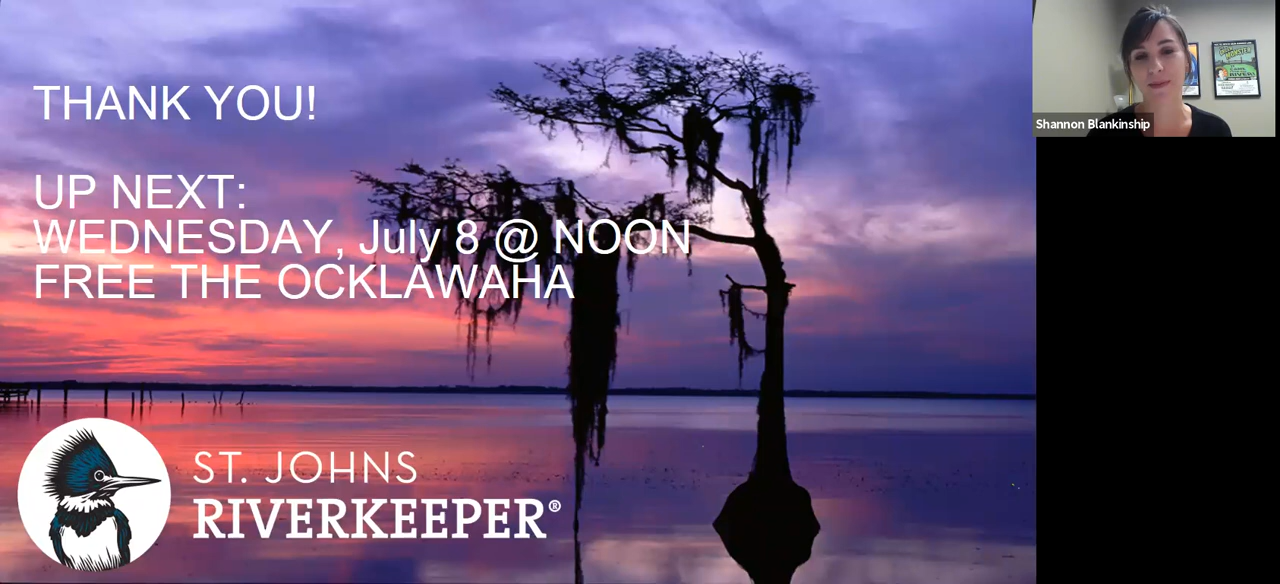 THANK YOU!
UP NEXT:
WEDNESDAY, July 8 @ NOON
FREE THE OCKLAWAHA
ST. JOHNS
RIVERKEEPER®
Shannon Blankinship